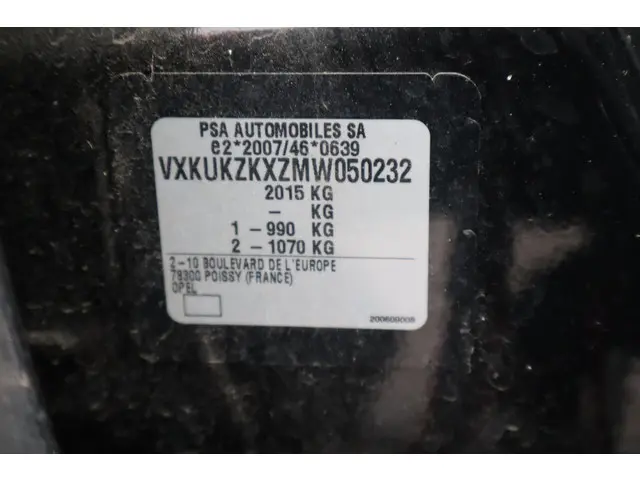 PSA AUTOMOBILES SA
e2*2007/46*0639
VXKUKZKXZMW050232
2015 KG
- KG
1 -990 KG
2 -1070 KG
2-10 BOULEVARD DE L'EUROPE
78300 POISSY (FRANCE)
OPEL
200609005